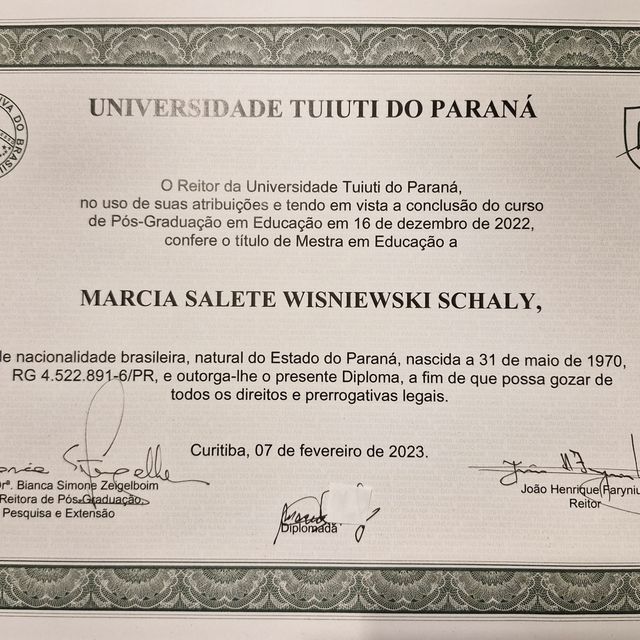 IVA DO BRASIL
UNIVERSIDADE TUIUTI DO PARANÁ
O Reitor da Universidade Tuiuti do Paraná,
no uso de suas atribuições e tendo em vista a conclusão do curso
de Pós-Graduação em Educação em 16 de dezembro de 2022,
confere o título de Mestra em Educação a
MARCIA SALETE WISNIEWSKI SCHALY,
de nacionalidade brasileira, natural do Estado do Paraná, nascida a 31 de maio de 1970,
RG 4.522.891-6/PR, e outorga-lhe o presente Diploma, a fim de que possa gozar de
todos os direitos e prerrogativas legais.
Curitiba, 07 de fevereiro de 2023.
Drª. Bianca Simone Zeigelboim
Reitora de Pós-Graduação,
Pesquisa e Extensão
Diplomada
João Henrique Faryniu
Reitor